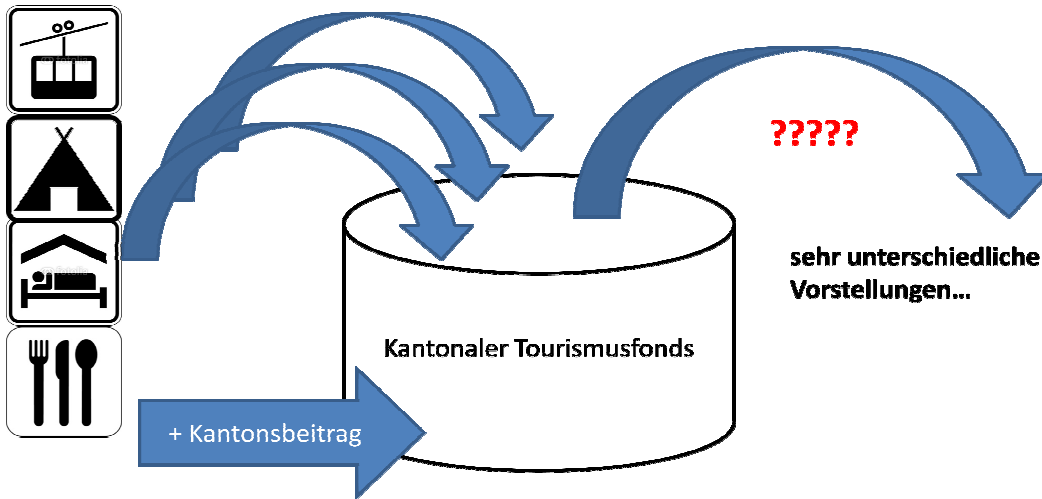 ?????
sehr unterschiedliche
Vorstellungen...
Kantonaler Tourismusfonds
+ Kantonsbeitrag